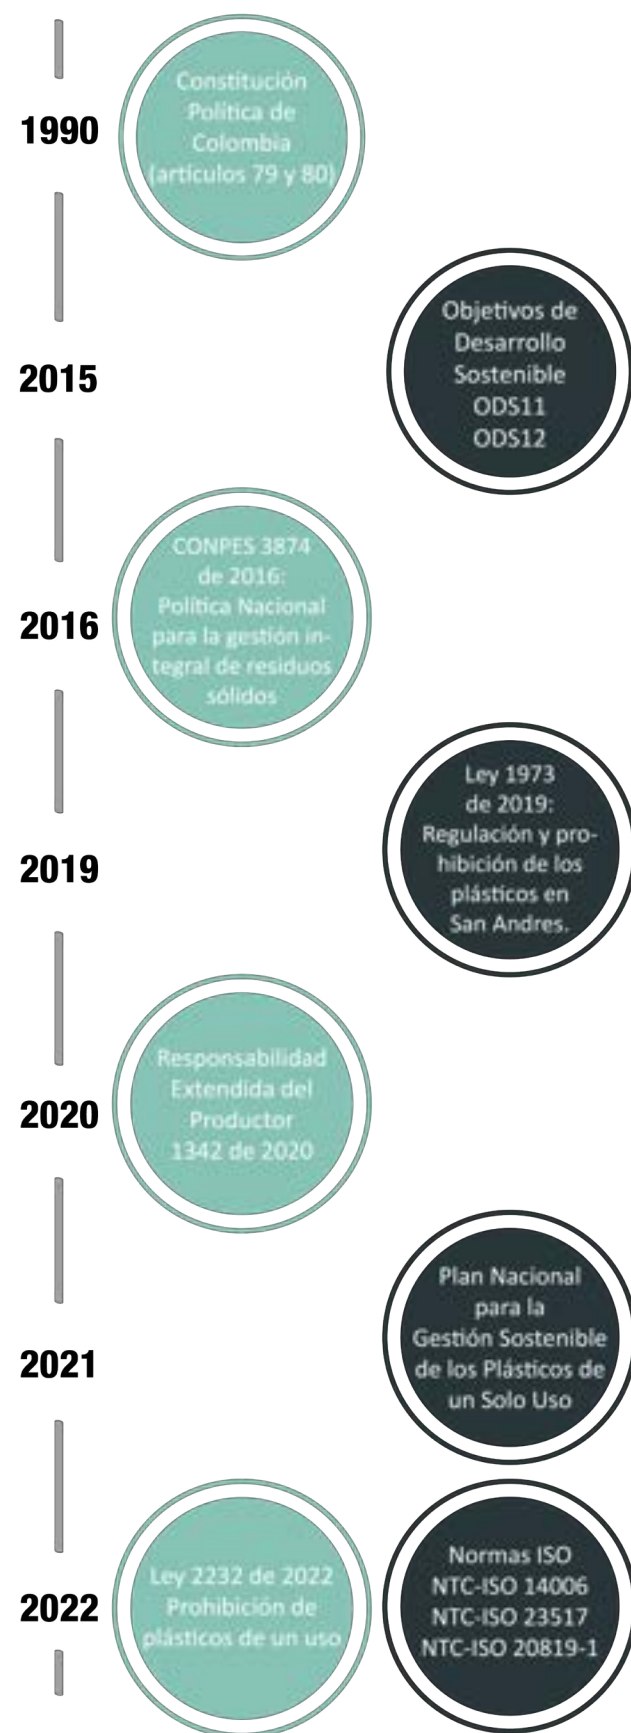 1990
Constitución
Política de
Colombia
(artículos 79 y 80)
2015
Objetivos de
Desarrollo
Sostenible
ODS11
ODS12
2016
CONPES 3874
de 2016:
Política Nacional
para la gestión in-
tegral de residuos
sólidos
2019
Ley 1973
de 2019:
Regulación y pro-
hibición de los
plásticos en
San Andres.
2020
Responsabilidad
Extendida del
Productor
1342 de 2020
2021
Plan Nacional
para la
Gestión Sostenible
de los Plásticos de
un Solo Uso
2022
Ley 2232 de 2022
Prohibición de
plásticos de un uso
Normas ISO
NTC-ISO 14006
NTC-ISO 23517
NTC-ISO 20819-1